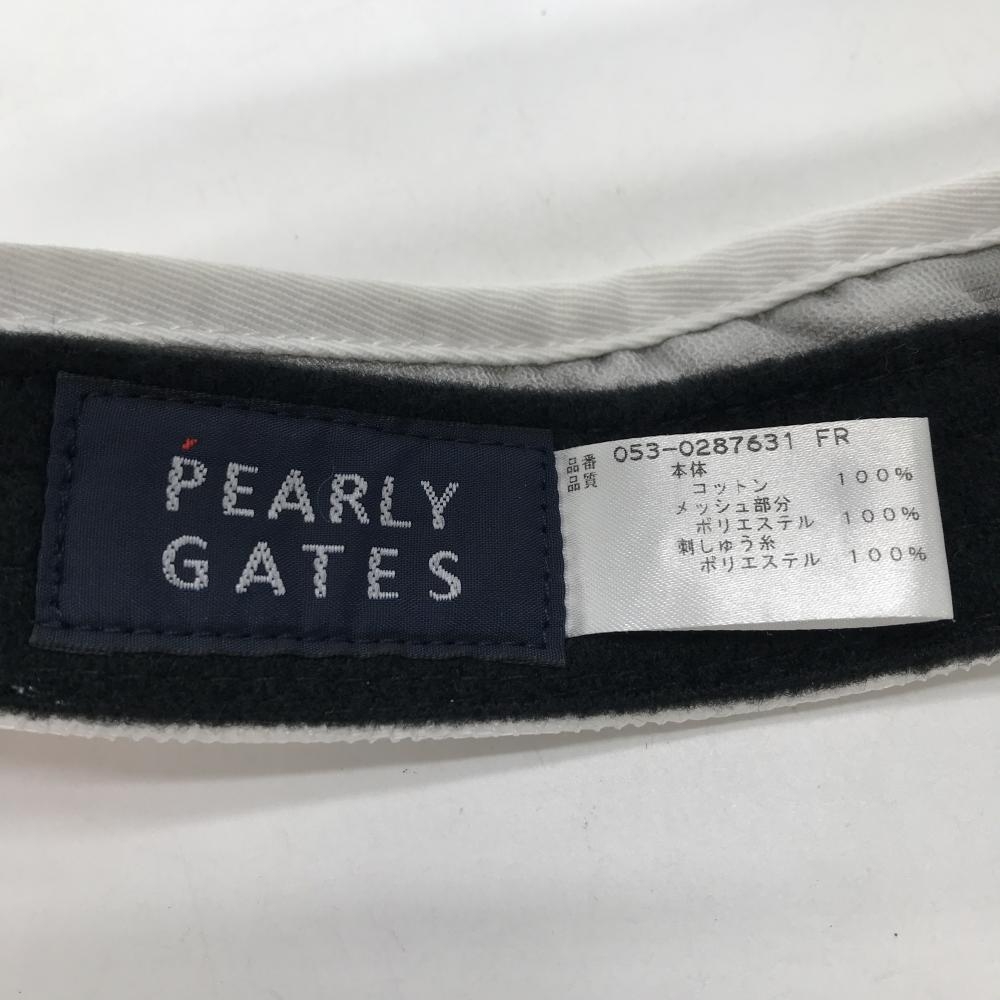 PEARLY
GATES
品番 053-0287631 FR
品質 本体
コットン 100%
メッシュ部分
ポリエステル 100%
刺しゅう糸
ポリエステル 100%